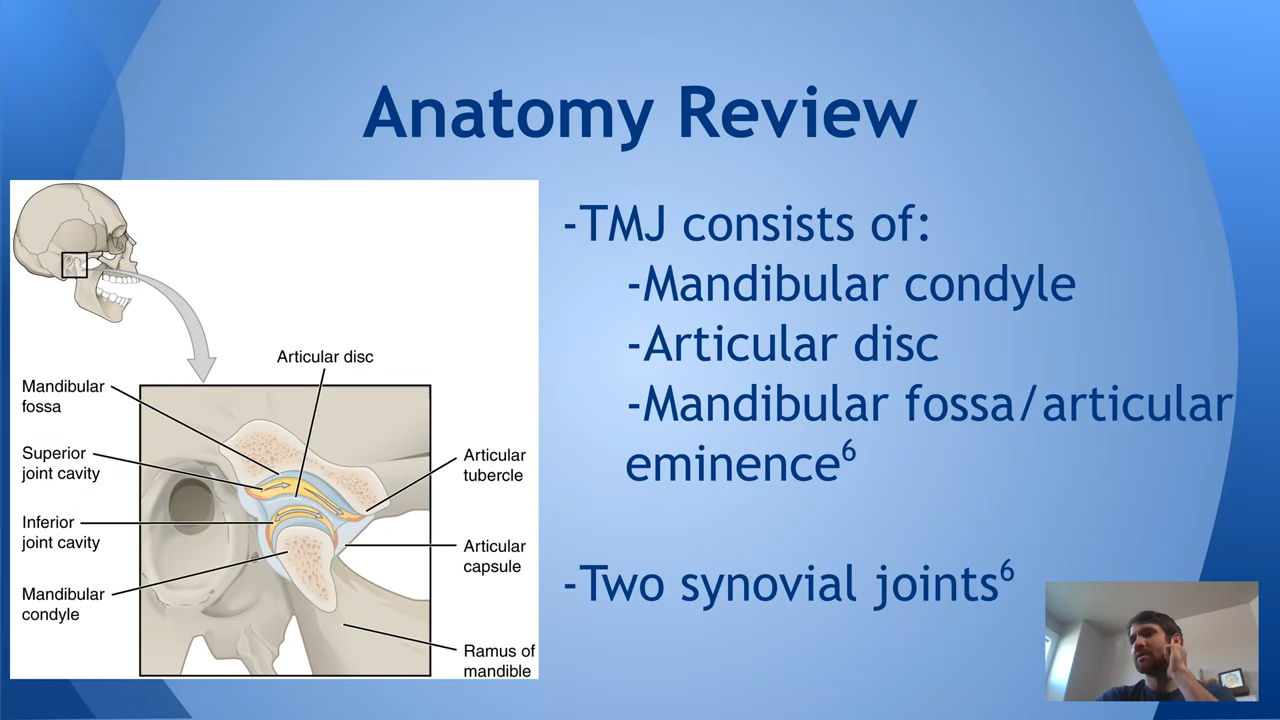 Anatomy Review
-TMJ consists of:
-Mandibular condyle
-Articular disc
-Mandibular fossa/articular
eminence⁶
-Two synovial joints⁶
Articular disc
Mandibular
fossa
Superior
joint cavity
Inferior
joint cavity
Mandibular
condyle
Articular
tubercle
Articular
capsule
Ramus of
mandible